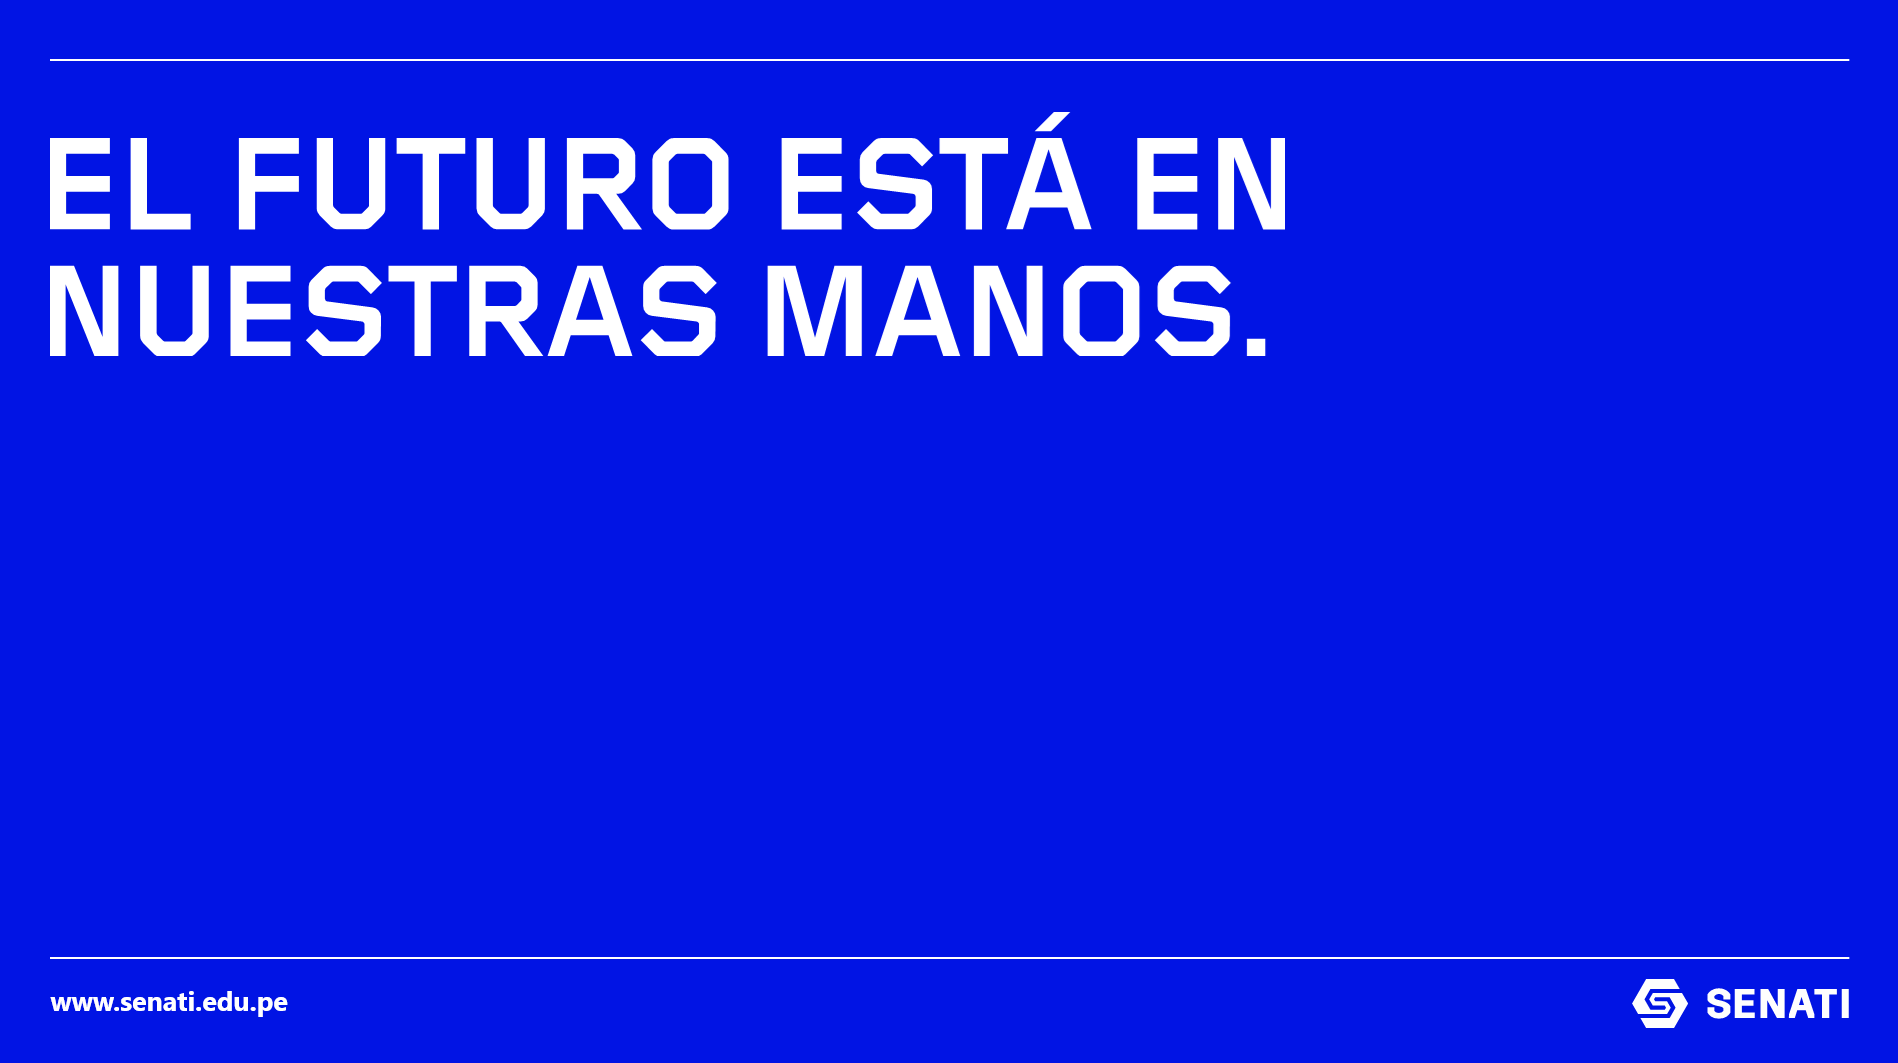 EL FUTURO ESTÁ EN
NUESTRAS MANOS.
www.senati.edu.pe
SENATI